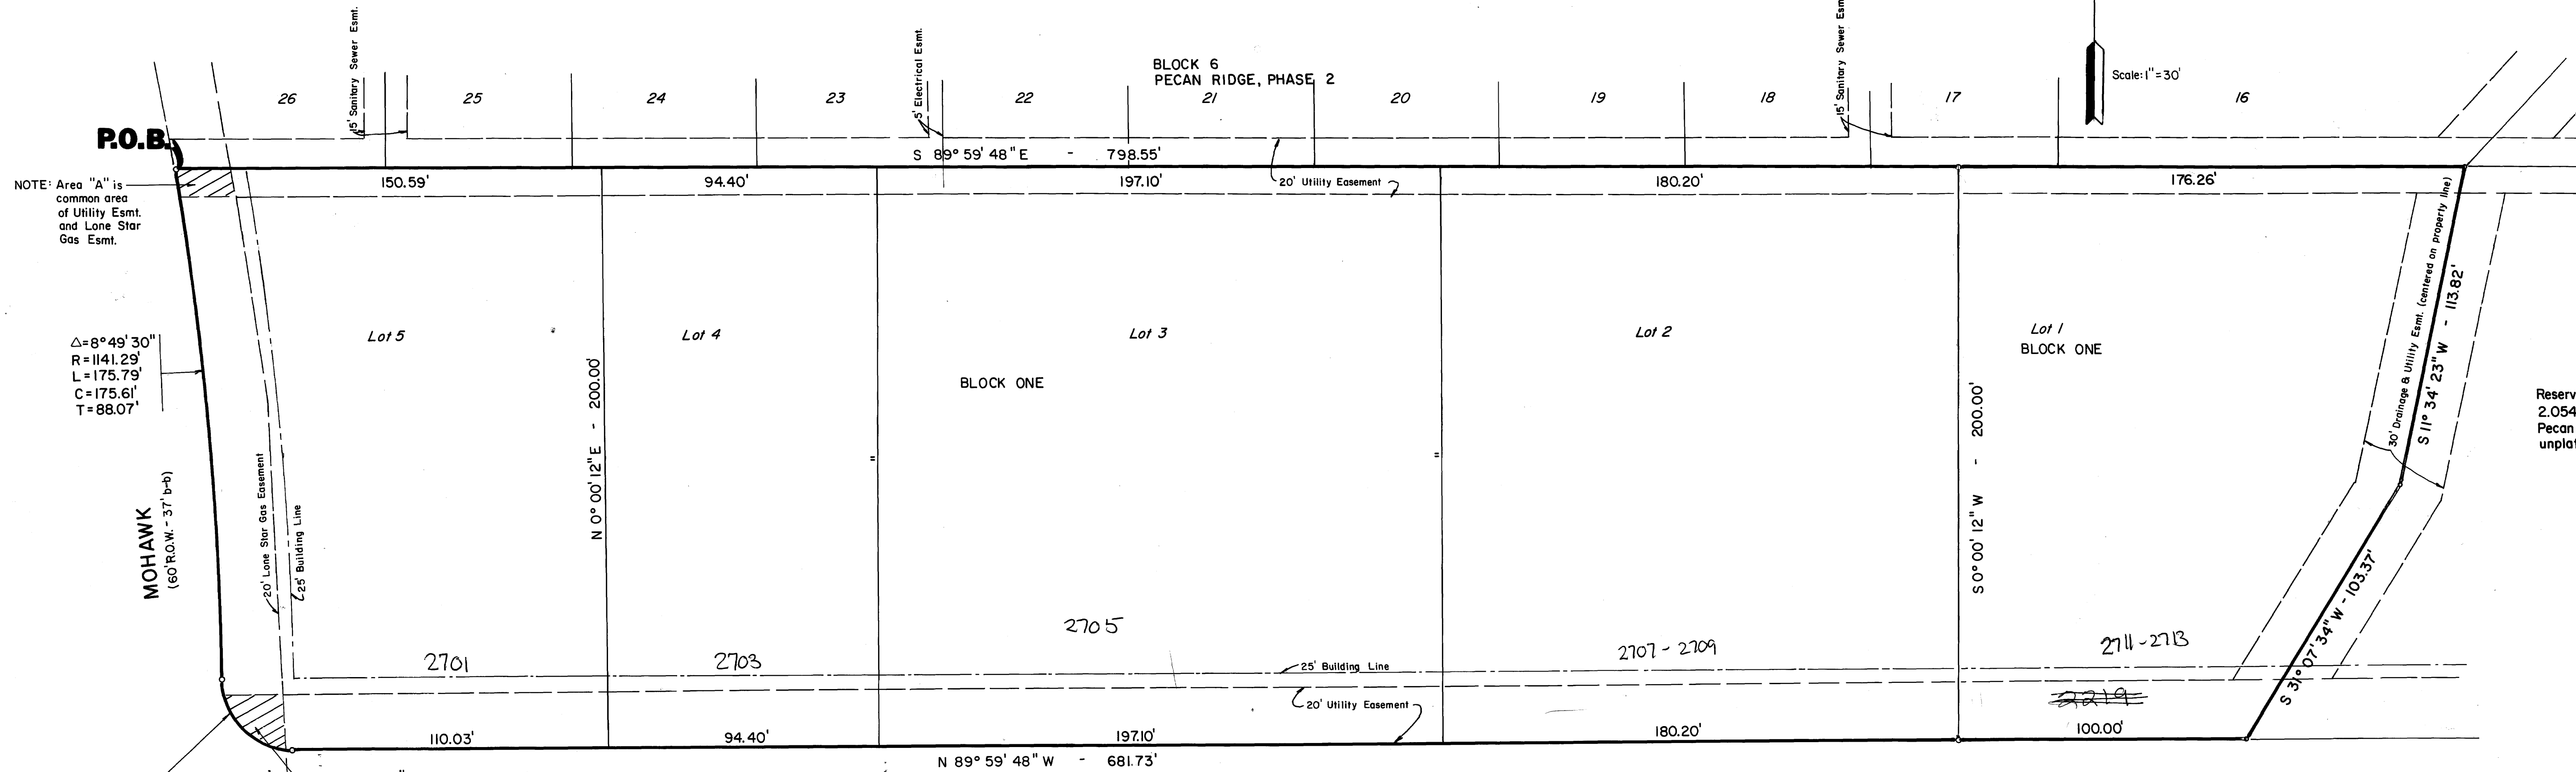 15' Sanitary Sewer Esmt.
5' Electrical Esmt.
15' Sanitary Sewer Esmt.
BLOCK 6
PECAN RIDGE, PHASE 2
Scale: 1" = 30'
26
25
24
23
22
21
20
19
18
17
16
P.O.B.
S 89° 59' 48" E - 798.55'
150.59'
94.40'
197.10'
20' Utility Easement
180.20'
176.26'
NOTE: Area "A" is
common area
of Utility Esmt.
and Lone Star
Gas Esmt.
△=8°49'30"
R=1141.29'
L=175.79'
C=175.61'
T=88.07'
Lot 5
Lot 4
Lot 3
Lot 2
Lot 1
BLOCK ONE
BLOCK ONE
N 0° 00' 12" E - 200.00'
"
"
S 0° 00' 12" W - 200.00'
30' Drainage & Utility Esmt. (centered on property line)
S 11° 34' 23" W - 113.82'
S 31° 07' 34" W - 103.37'
Reserv
2.054
Pecan
unplat
MOHAWK
(60' R.O.W. - 37' b-b)
20' Lone Star Gas Easement
25' Building Line
2701
2703
2705
2707 - 2709
2711 - 2713
25' Building Line
20' Utility Easement
2219
110.03'
94.40'
197.10'
180.20'
100.00'
N 89° 59' 48" W - 681.73'